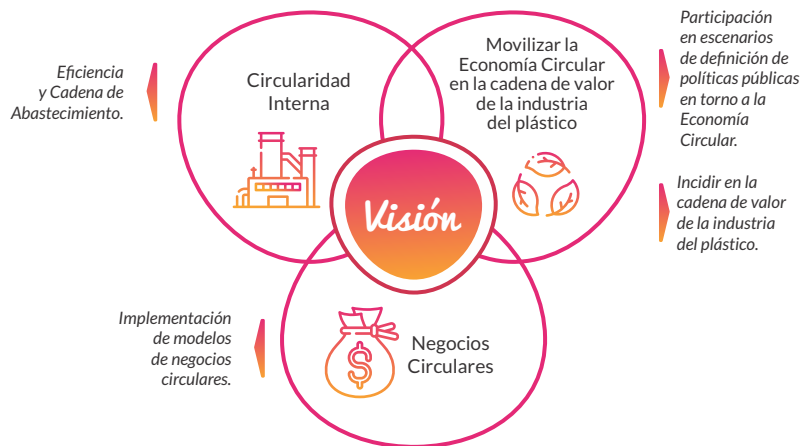 Eficiencia
y Cadena de
Abastecimiento.
Circularidad
Interna
Movilizar la
Economía Circular
en la cadena de valor
de la industria
del plástico
Participación
en escenarios
de definición de
políticas públicas
en torno a la
Economía
Circular.
Incidir en la
cadena de valor
de la industria
del plástico.
Visión
Implementación
de modelos
de negocios
circulares.
$
Negocios
Circulares